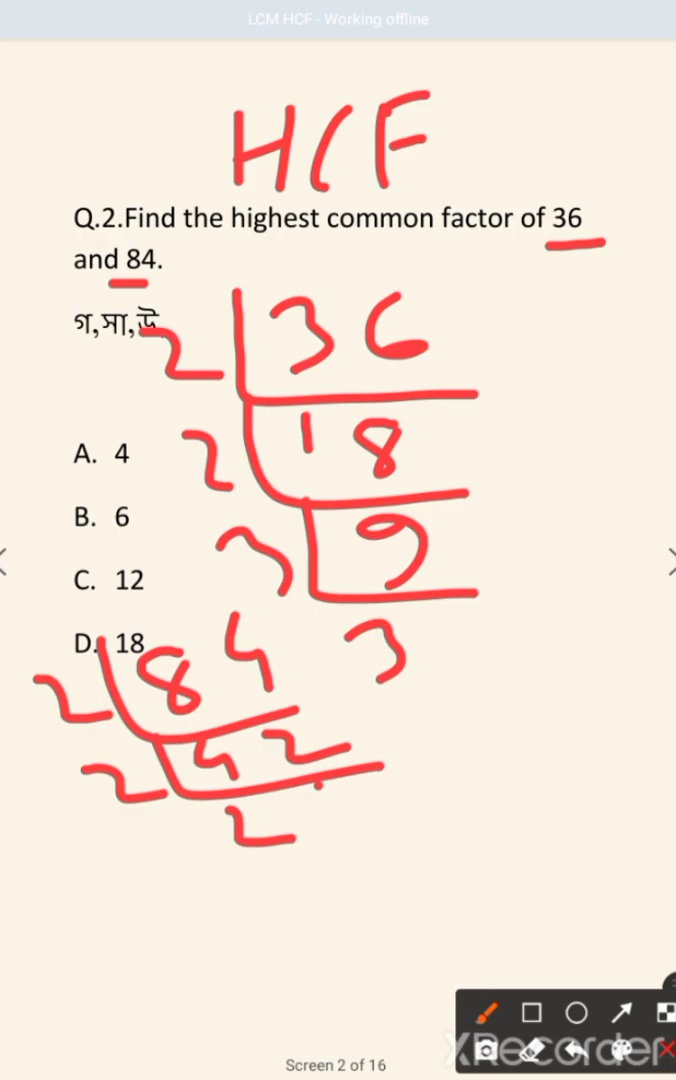 LCM HCF - Working offline
HCF
Q.2.Find the highest common factor of 36
and 84.
গ,সা,উ
2 36
2 18
3 9
3
A. 4
B. 6
C. 12
D. 18
2 84
2 42
2
XRecorder
Screen 2 of 16